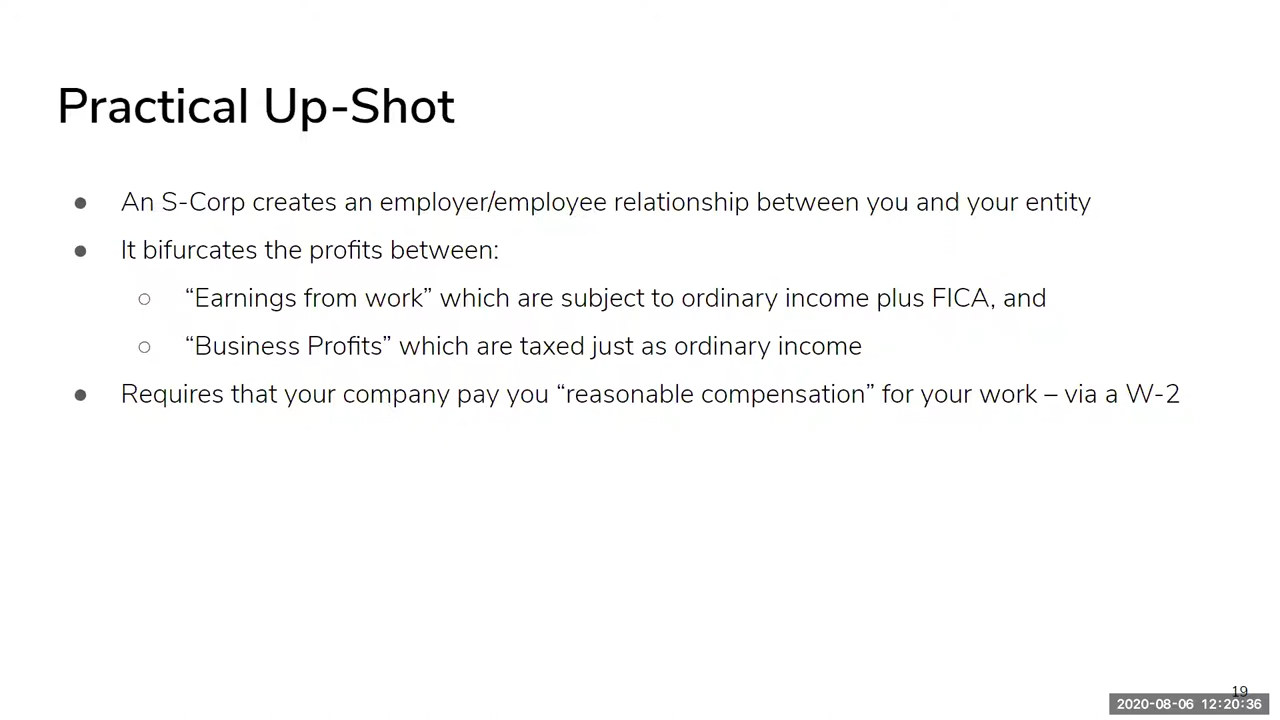 Practical Up-Shot
● An S-Corp creates an employer/employee relationship between you and your entity
● It bifurcates the profits between:
○ “Earnings from work” which are subject to ordinary income plus FICA, and
○ “Business Profits” which are taxed just as ordinary income
● Requires that your company pay you “reasonable compensation” for your work – via a W-2
19
2020-08-06 12:20:36